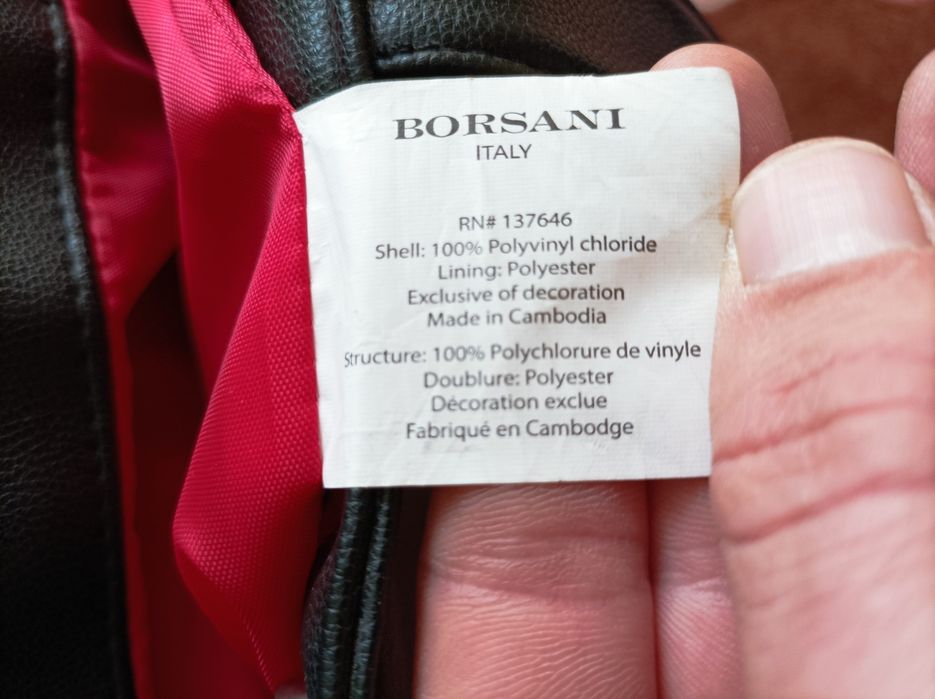 BORSANI
ITALY
RN# 137646
Shell: 100% Polyvinyl chloride
Lining: Polyester
Exclusive of decoration
Made in Cambodia
Structure: 100% Polychlorure de vinyle
Doublure: Polyester
Décoration exclue
Fabriqué en Cambodge